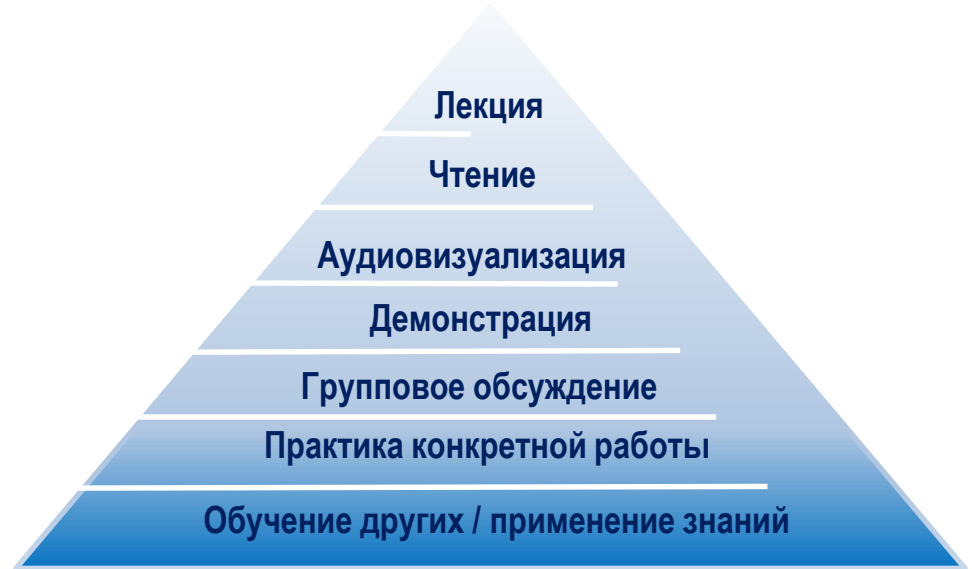 Лекция
Чтение
Аудиовизуализация
Демонстрация
Групповое обсуждение
Практика конкретной работы
Обучение других / применение знаний